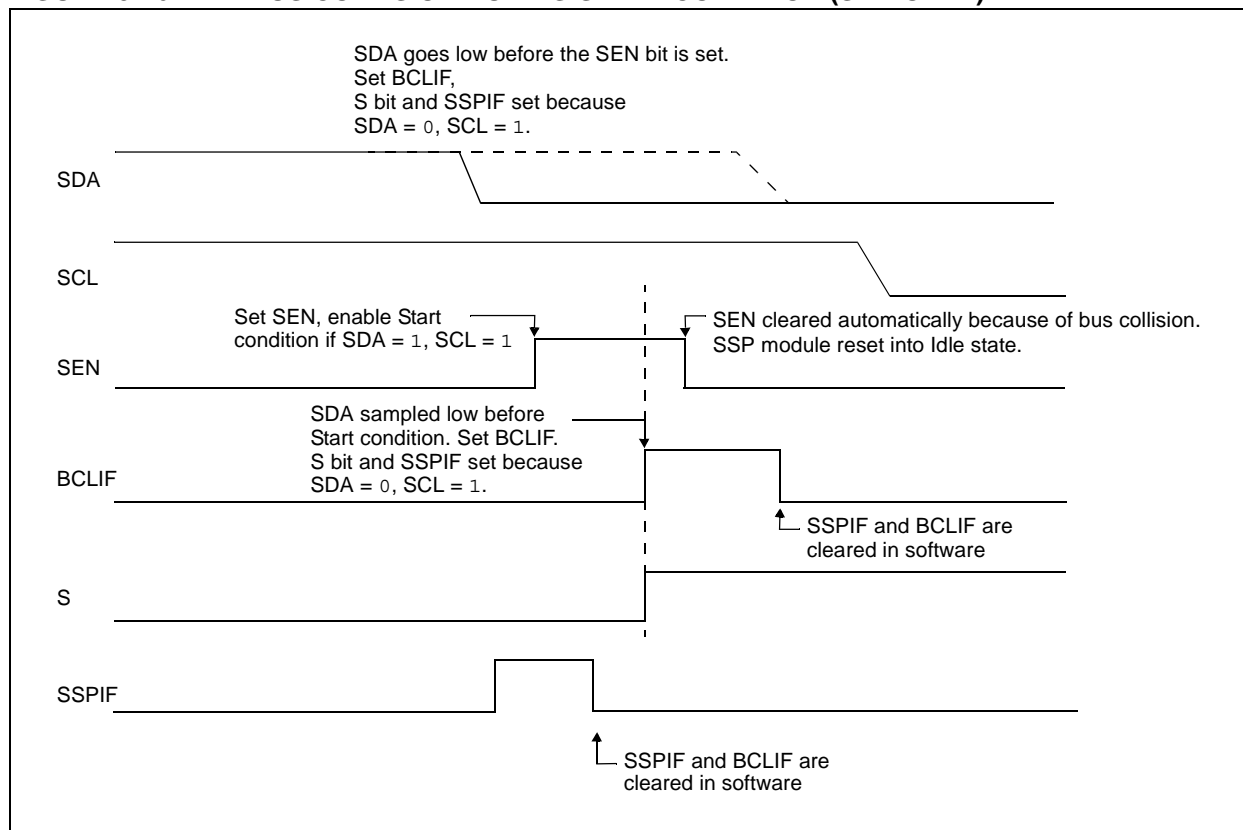 SDA goes low before the SEN bit is set.
Set BCLIF,
S bit and SSPIF set because
SDA = 0, SCL = 1.
SDA
SCL
Set SEN, enable Start
condition if SDA = 1, SCL = 1
SEN cleared automatically because of bus collision.
SSP module reset into Idle state.
SEN
SDA sampled low before
Start condition. Set BCLIF.
S bit and SSPIF set because
SDA = 0, SCL = 1.
BCLIF
SSPIF and BCLIF are
cleared in software
S
SSPIF
SSPIF and BCLIF are
cleared in software